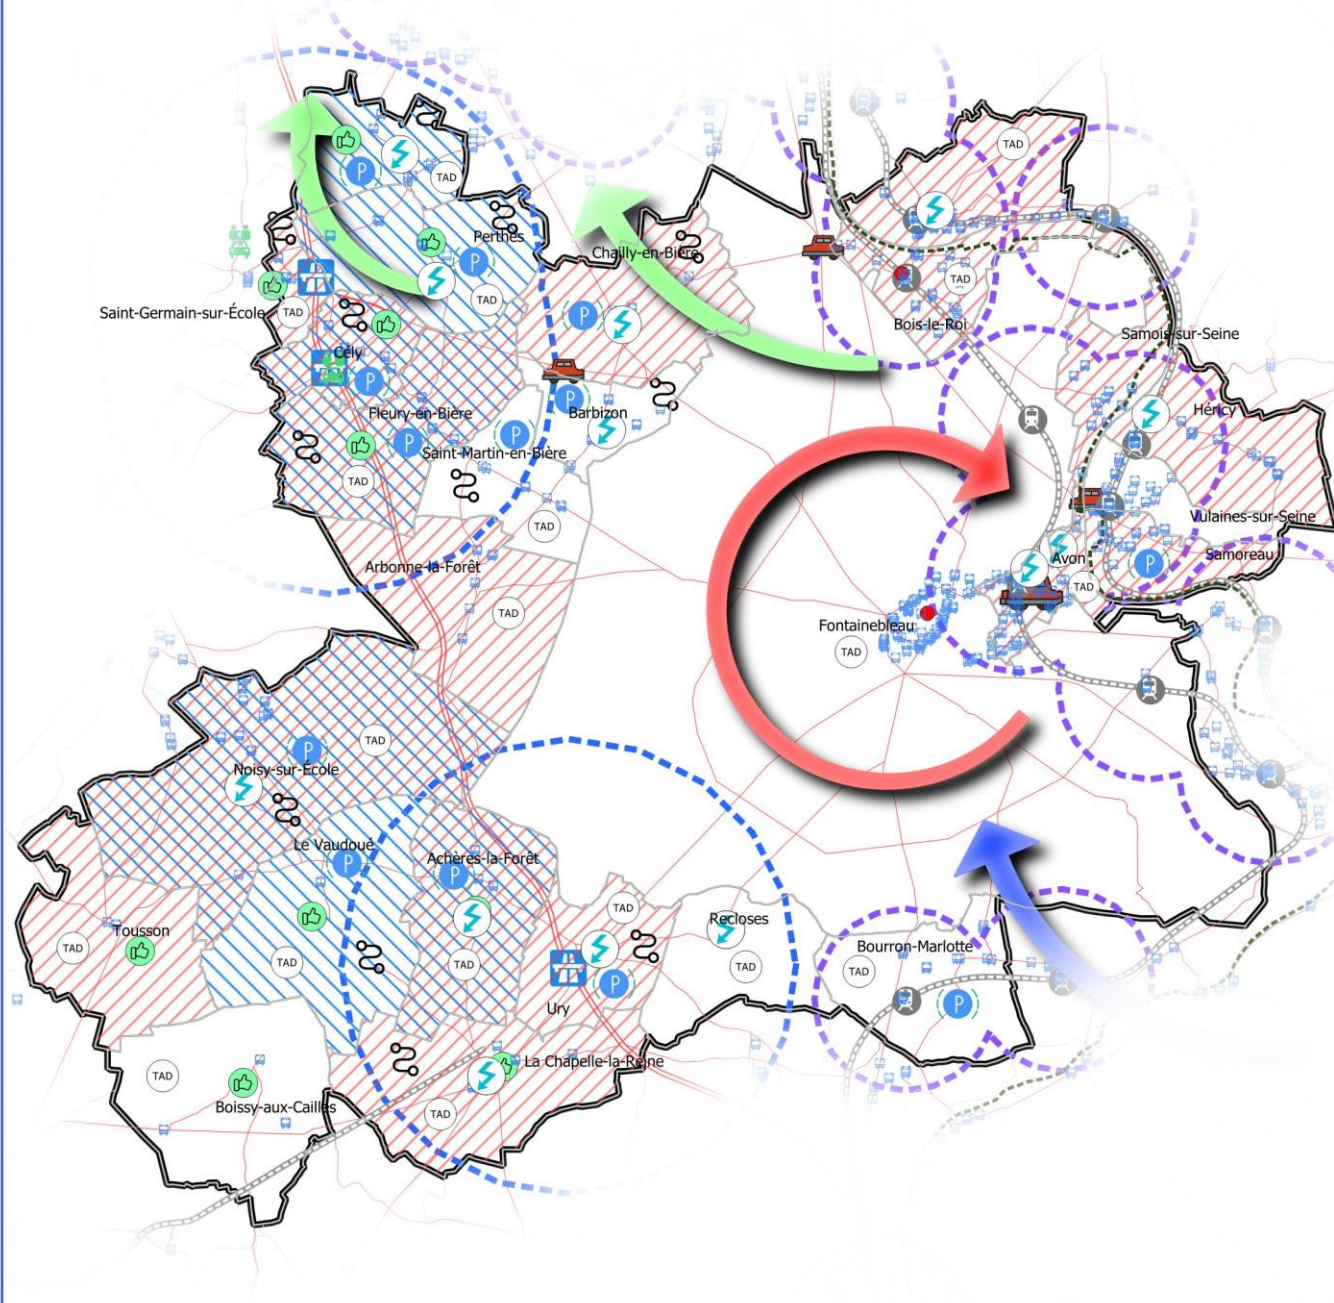 TAD
P
TAD
Perthes
Chailly-en-Bière
P
TAD
TAD
Saint-Germain-sur-École
TAD
P
Bois-le-Roi
Samois-sur-Seine
Cély
P
P
Barbizon
Héricy
Fleury-en-Bière
P
P
Saint-Martin-en-Bière
TAD
TAD
Vulaines-sur-Seine
Avon
P
Samoreau
Arbonne-la-Forêt
TAD
TAD
Fontainebleau
TAD
TAD
P
Noisy-sur-École
Le Vaudoué
P
Achères-la-Forêt
P
TAD
Recloses
Tousson
TAD
TAD
TAD
TAD
Bourron-Marlotte
TAD
P
P
Ury
La Chapelle-la-Reine
TAD
Boissy-aux-Cailles
TAD